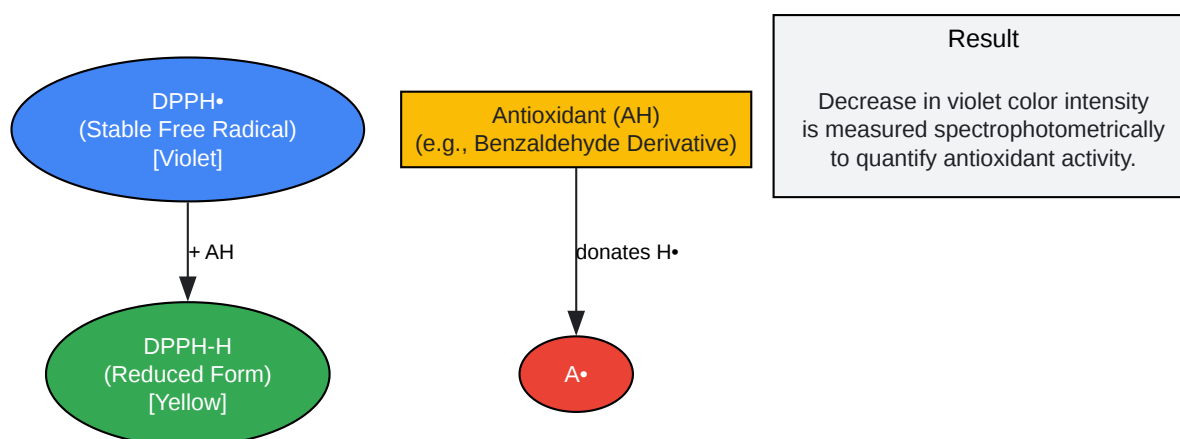 DPPH•
(Stable Free Radical)
[Violet]
+ AH
DPPH-H
(Reduced Form)
[Yellow]
Antioxidant (AH)
(e.g., Benzaldehyde Derivative)
donates H•
A•
Result
Decrease in violet color intensity
is measured spectrophotometrically
to quantify antioxidant activity.